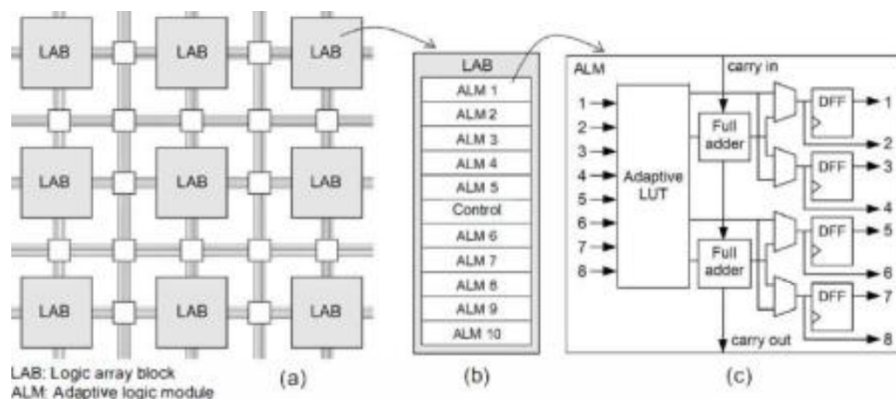 LAB LAB LAB
LAB LAB LAB
LAB LAB LAB
LAB: Logic array block
ALM: Adaptive logic module
(a)
LAB
ALM 1
ALM 2
ALM 3
ALM 4
ALM 5
Control
ALM 6
ALM 7
ALM 8
ALM 9
ALM 10
(b)
ALM
carry in
1
2
3
4
5
6
7
8
Adaptive
LUT
Full
adder
Full
adder
DFF
DFF
DFF
DFF
1
2
3
4
5
6
7
8
carry out
(c)